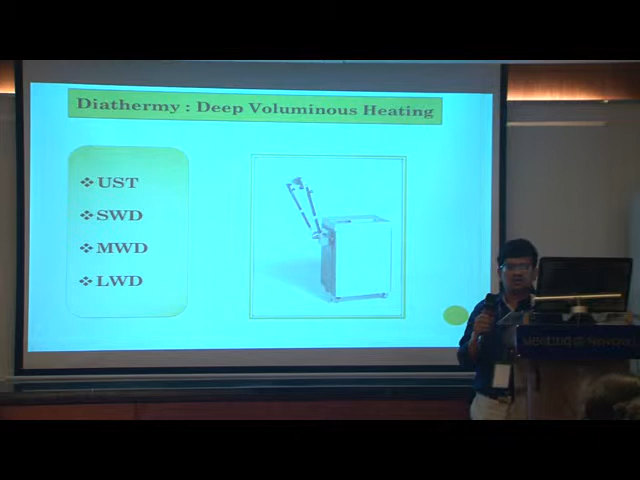 Diathermy : Deep Voluminous Heating
❖ UST
❖ SWD
❖ MWD
❖ LWD